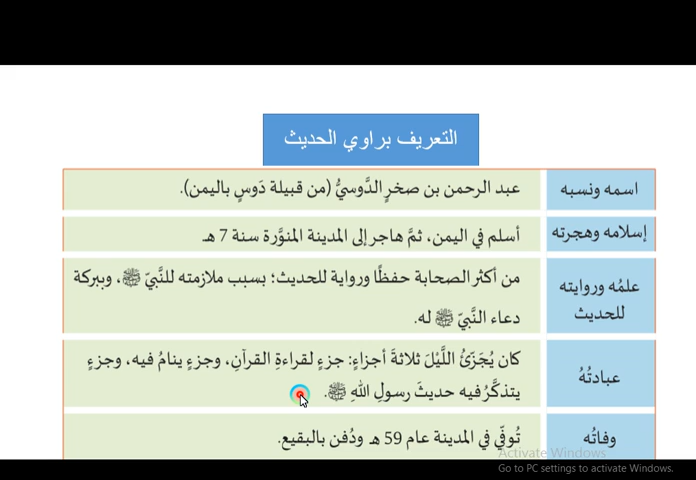 التعريف براوي الحديث
اسمه ونسبه
عبد الرحمن بن صخرٍ الدَّوسيُّ (من قبيلة دَوسٍ باليمن).
إسلامه وهجرته
أسلم في اليمن، ثمَّ هاجر إلى المدينة المنوَّرة سنة 7 هـ
علمُه وروايته
للحديث
من أكثر الصحابة حفظًا ورواية للحديث؛ بسبب ملازمته للنَّبيّ ﷺ، وببركة
دعاء النَّبيّ ﷺ له.
عبادتُهُ
كان يُجَزّئُ اللَّيْلَ ثلاثةَ أجزاءٍ: جزءٍ لقراءةِ القرآنِ، وجزءٍ ينامُ فيه، وجزءٍ
يتذكَّرُ فيه حديثَ رسولِ اللهِ ﷺ.
وفاتُه
تُوفّي في المدينة عام 59 هـ ودُفن بالبقيع.
Activate Windows
Go to PC settings to activate Windows.